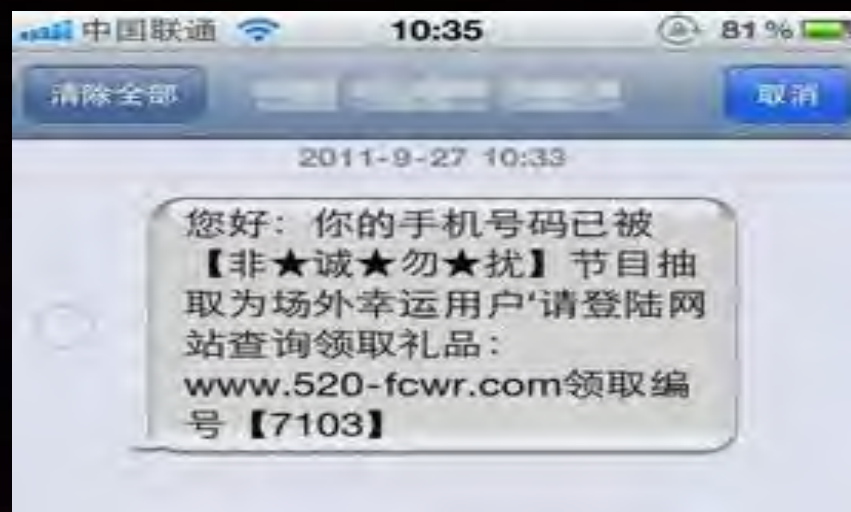 中国联通 10:35 81%
清除全部 取消
2011-9-27 10:33
您好：你的手机号码已被
【非★诚★勿★扰】节目抽
取为场外幸运用户‘请登陆网
站查询领取礼品：
www.520-fcwr.com领取编
号【7103】